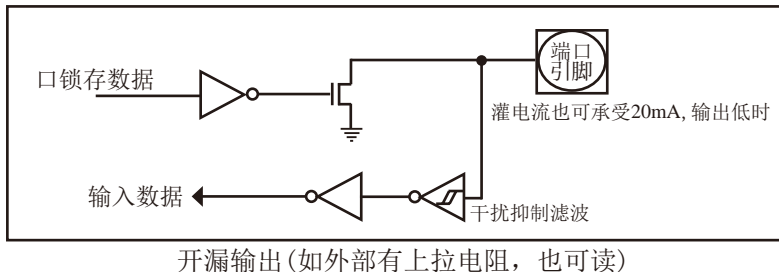 口锁存数据
端口
引脚
灌电流也可承受20mA, 输出低时
输入数据
干扰抑制滤波
开漏输出(如外部有上拉电阻，也可读)